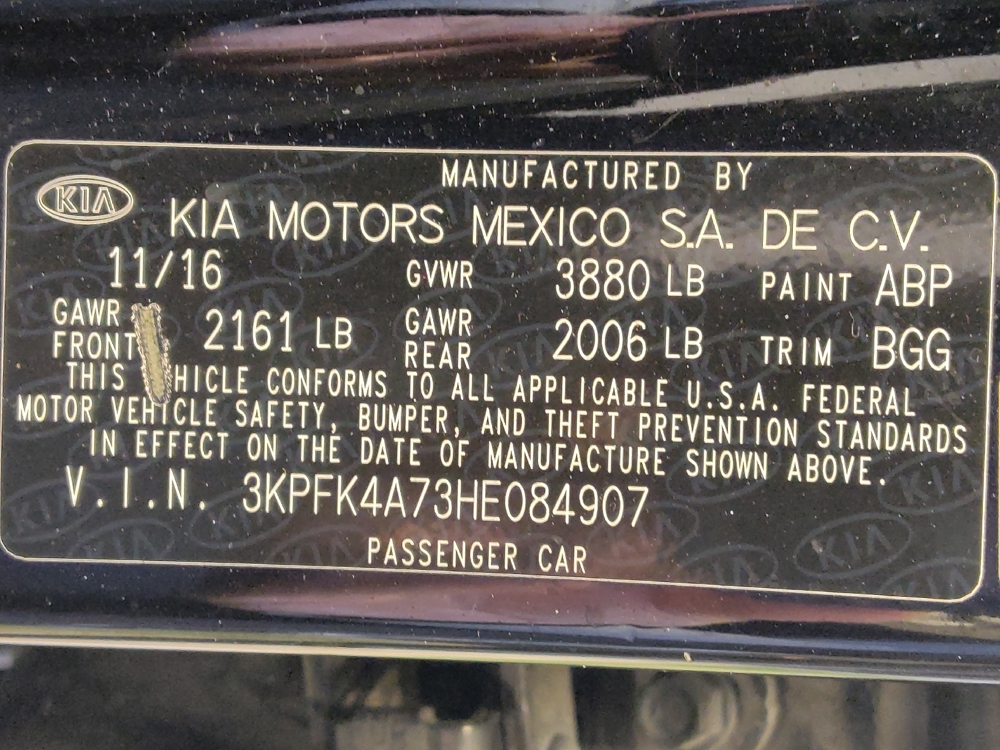 MANUFACTURED BY
KIA
KIA MOTORS MEXICO S.A. DE C.V.
11/16 GVWR 3880 LB PAINT ABP
GAWR FRONT 2161 LB GAWR REAR 2006 LB TRIM BGG
THIS HICLE CONFORMS TO ALL APPLICABLE U.S.A. FEDERAL
MOTOR VEHICLE SAFETY, BUMPER, AND THEFT PREVENTION STANDARDS
IN EFFECT ON THE DATE OF MANUFACTURE SHOWN ABOVE.
V.I.N. 3KPFK4A73HE084907
PASSENGER CAR